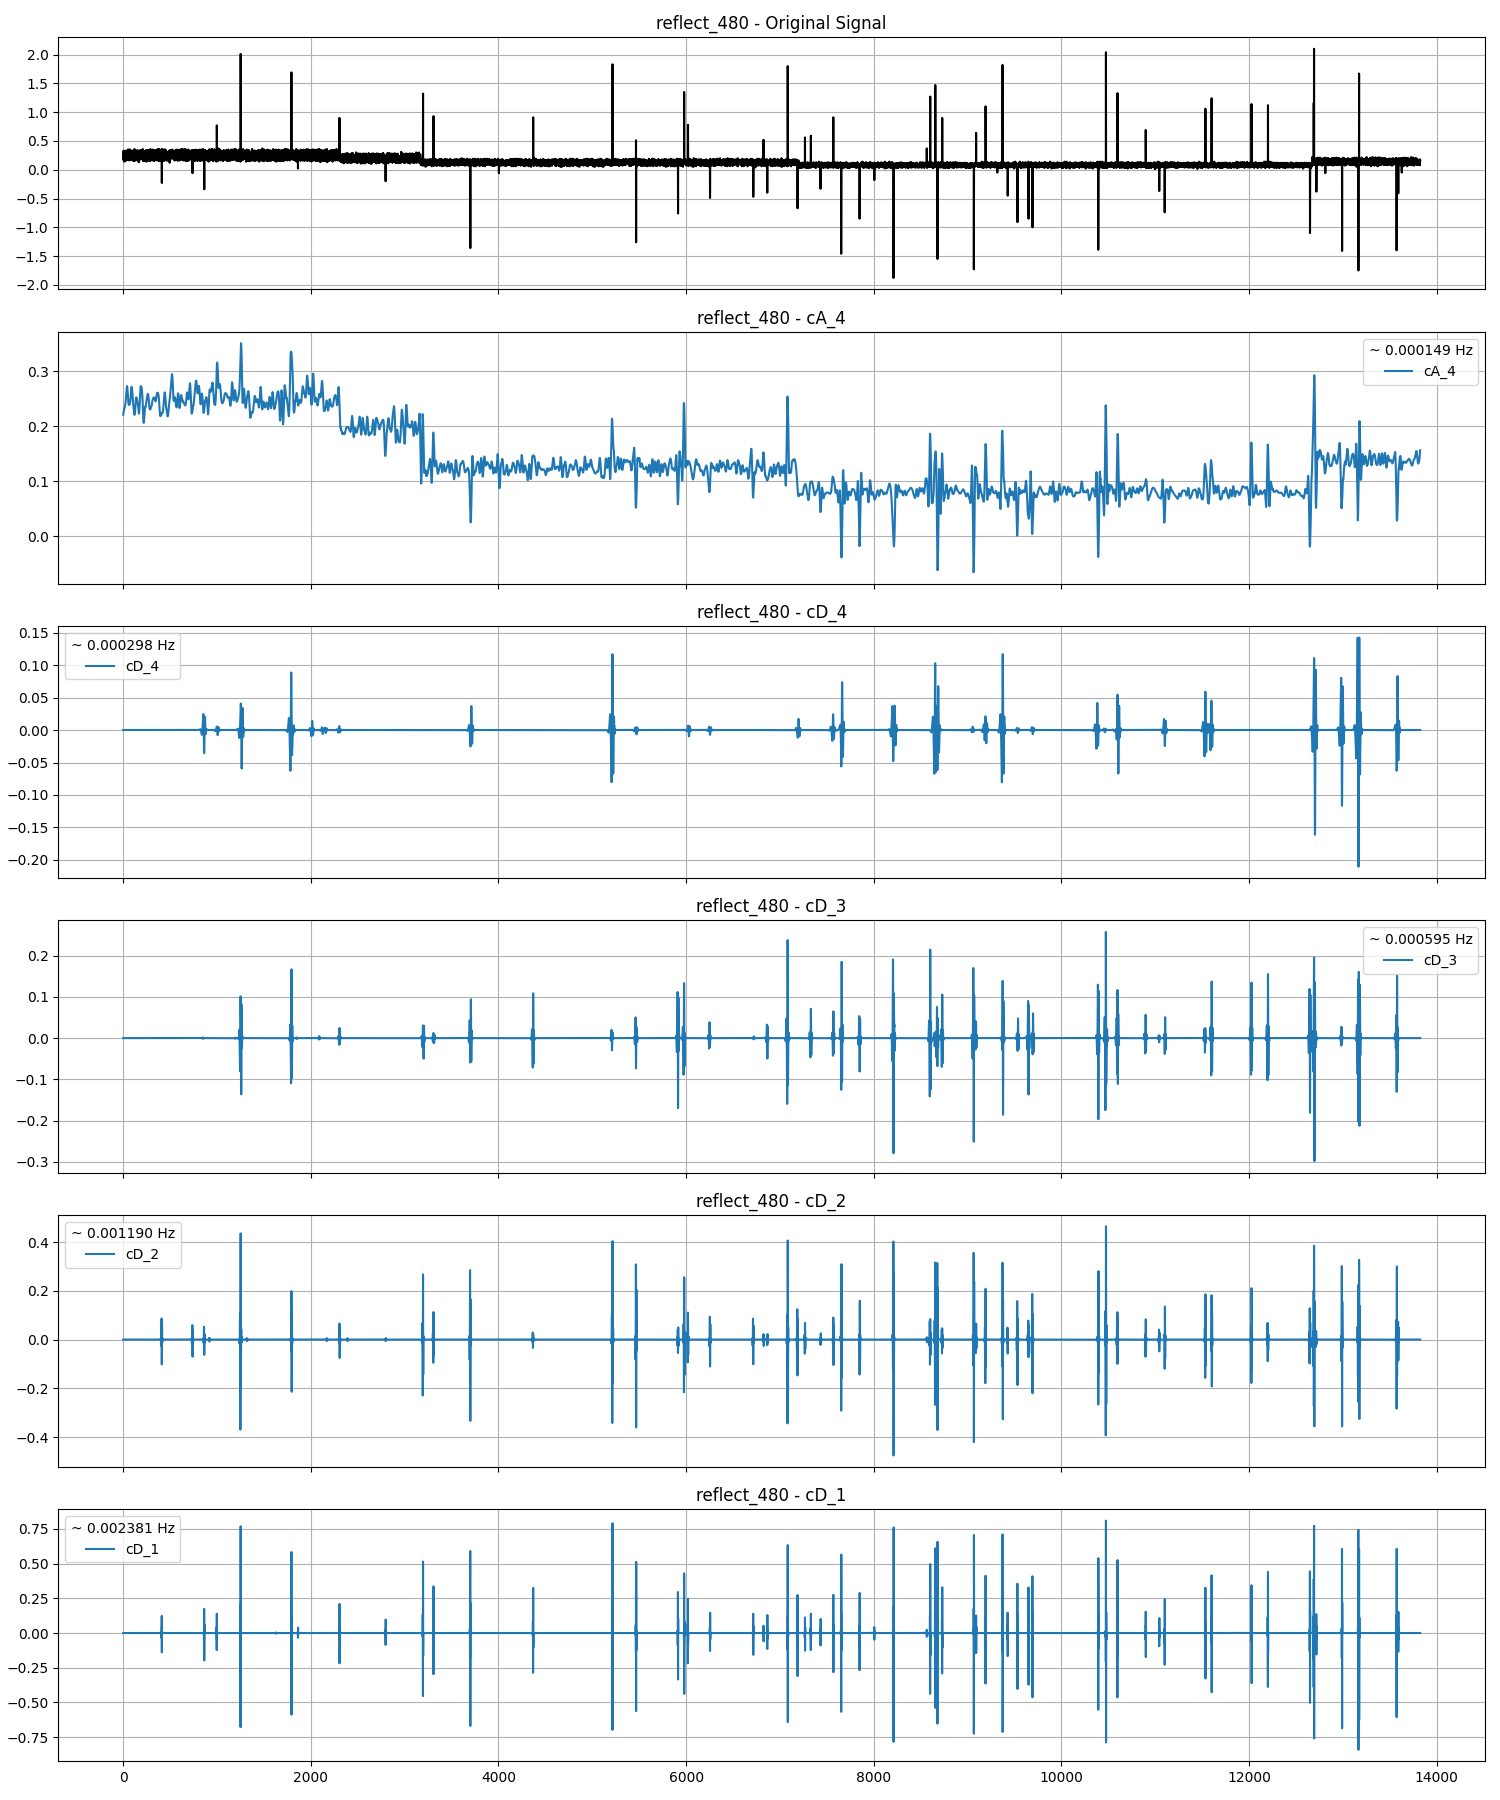 reflect_480 - Original Signal
2.0
1.5
1.0
0.5
0.0
−0.5
−1.0
−1.5
−2.0
reflect_480 - cA_4
~ 0.000149 Hz
cA_4
0.3
0.2
0.1
0.0
reflect_480 - cD_4
~ 0.000298 Hz
cD_4
0.15
0.10
0.05
0.00
−0.05
−0.10
−0.15
−0.20
reflect_480 - cD_3
~ 0.000595 Hz
cD_3
0.2
0.1
0.0
−0.1
−0.2
−0.3
reflect_480 - cD_2
~ 0.001190 Hz
cD_2
0.4
0.2
0.0
−0.2
−0.4
reflect_480 - cD_1
~ 0.002381 Hz
cD_1
0.75
0.50
0.25
0.00
−0.25
−0.50
−0.75
0 2000 4000 6000 8000 10000 12000 14000